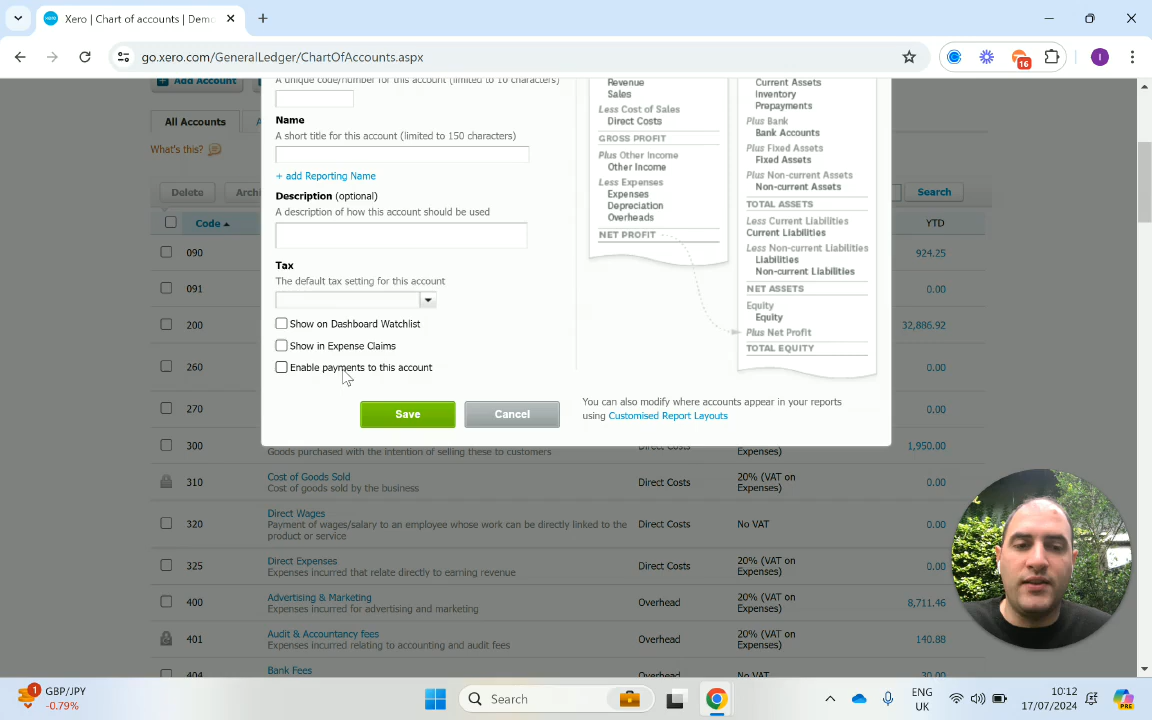 Xero | Chart of accounts | Demo
go.xero.com/GeneralLedger/ChartOfAccounts.aspx
16
I
Add Account
A unique code/number for this account (limited to 10 characters)
Name
A short title for this account (limited to 150 characters)
+ add Reporting Name
Description (optional)
A description of how this account should be used
Tax
The default tax setting for this account
Show on Dashboard Watchlist
Show in Expense Claims
Enable payments to this account
Save
Cancel
Revenue
Sales
Less Cost of Sales
Direct Costs
GROSS PROFIT
Plus Other Income
Other Income
Less Expenses
Expenses
Depreciation
Overheads
NET PROFIT
Current Assets
Inventory
Prepayments
Plus Bank
Bank Accounts
Plus Fixed Assets
Fixed Assets
Plus Non-current Assets
Non-current Assets
TOTAL ASSETS
Less Current Liabilities
Current Liabilities
Less Non-current Liabilities
Liabilities
Non-current Liabilities
NET ASSETS
Equity
Equity
Plus Net Profit
TOTAL EQUITY
You can also modify where accounts appear in your reports
using Customised Report Layouts
All Accounts
What's this?
Delete
Search
Code
YTD
090
924.25
091
0.00
200
32,886.92
260
0.00
270
0.00
300
Goods purchased with the intention of selling these to customers
Direct Costs
Expenses)
1,950.00
310
Cost of Goods Sold
Cost of goods sold by the business
Direct Costs
20% (VAT on
Expenses)
0.00
320
Direct Wages
Payment of wages/salary to an employee whose work can be directly linked to the
product or service
Direct Costs
No VAT
0.00
325
Direct Expenses
Expenses incurred that relate directly to earning revenue
Direct Costs
20% (VAT on
Expenses)
0.00
400
Advertising & Marketing
Expenses incurred for advertising and marketing
Overhead
20% (VAT on
Expenses)
8,711.46
401
Audit & Accountancy fees
Expenses incurred relating to accounting and audit fees
Overhead
20% (VAT on
Expenses)
140.88
404
Bank Fees
30.00
1
GBP/JPY
-0.79%
Search
ENG
UK
10:12
17/07/2024
PRE